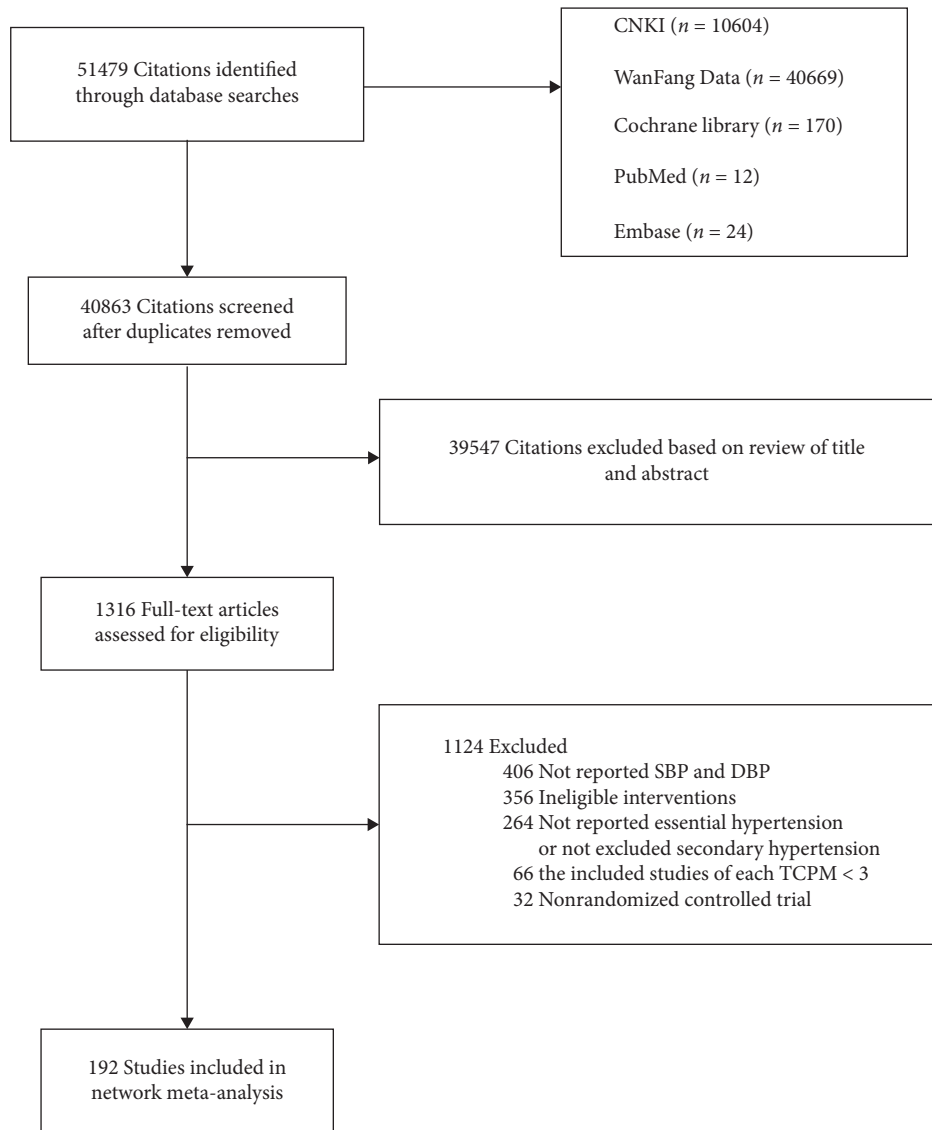 51479 Citations identified
through database searches
CNKI (n = 10604)
WanFang Data (n = 40669)
Cochrane library (n = 170)
PubMed (n = 12)
Embase (n = 24)
40863 Citations screened
after duplicates removed
39547 Citations excluded based on review of title
and abstract
1316 Full-text articles
assessed for eligibility
1124 Excluded
406 Not reported SBP and DBP
356 Ineligible interventions
264 Not reported essential hypertension
or not excluded secondary hypertension
66 the included studies of each TCPM < 3
32 Nonrandomized controlled trial
192 Studies included in
network meta-analysis